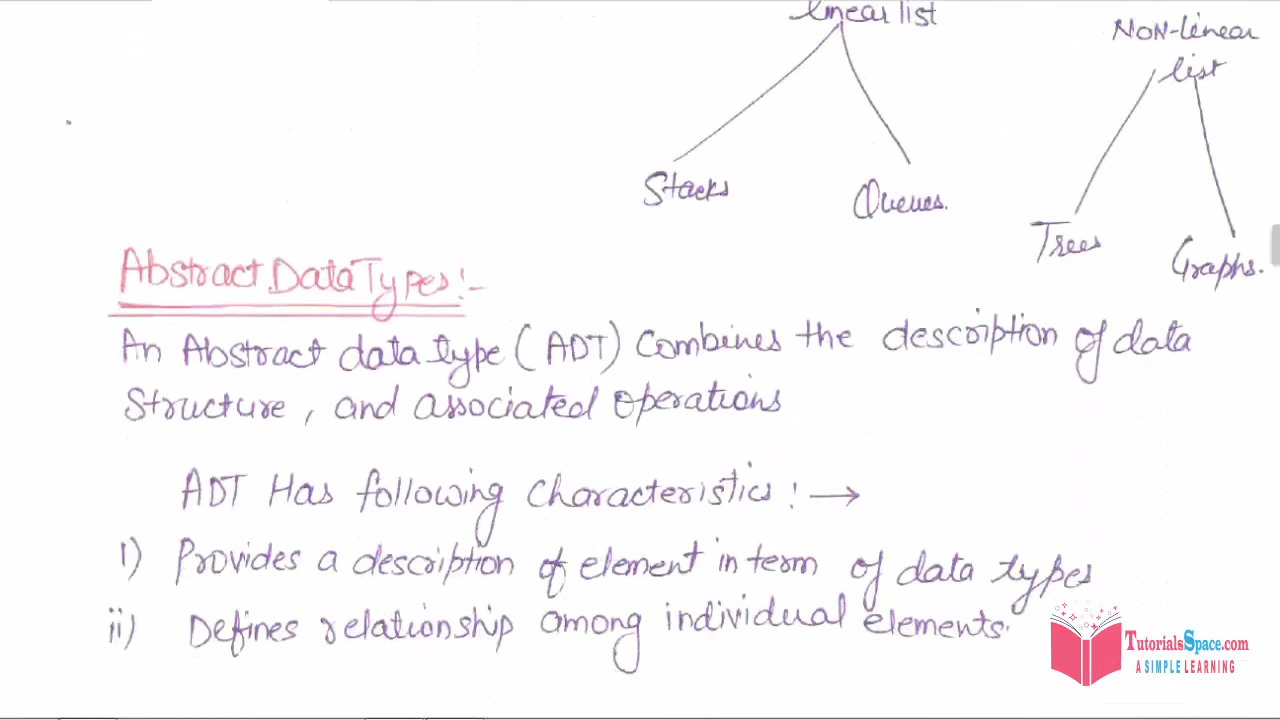 linear list
Non-linear
list
Stacks
Queues.
Trees
Graphs.
Abstract Data Types:-
An Abstract data type (ADT) Combines the description of data
Structure, and associated operations
ADT Has following Characteristics: →
i) Provides a description of element in term of data types
ii) Defines relationship among individual elements.
TutorialsSpace.com
A SIMPLE LEARNING